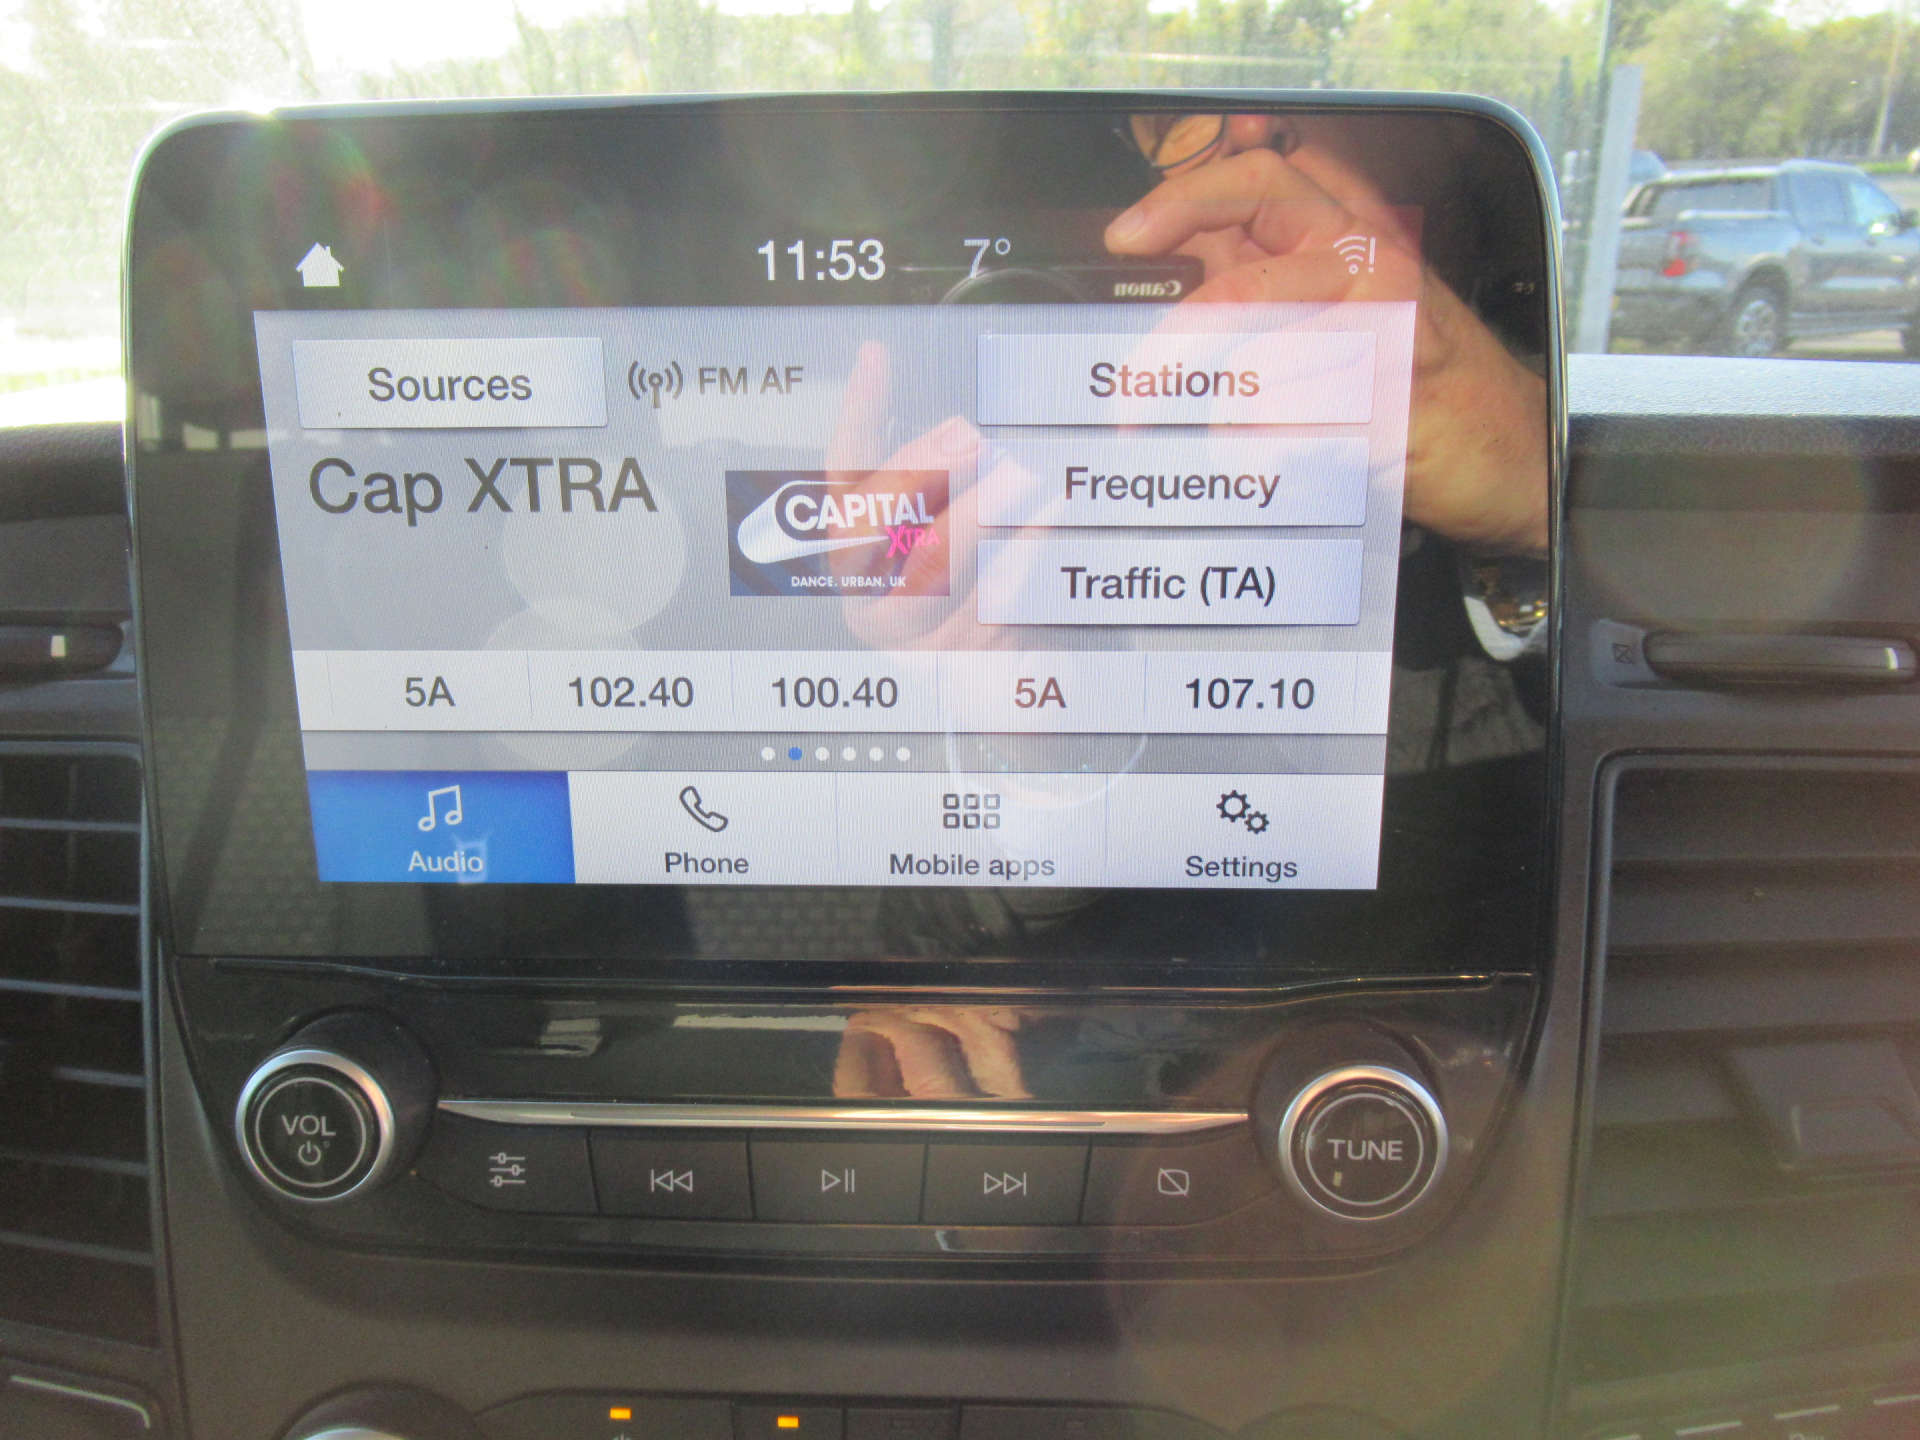 11:53 7°
Canon
Sources FM AF Stations
Cap XTRA
CAPITAL
XTRA
DANCE. URBAN. UK
Frequency
Traffic (TA)
5A 102.40 100.40 5A 107.10
Audio Phone Mobile apps Settings
VOL
TUNE